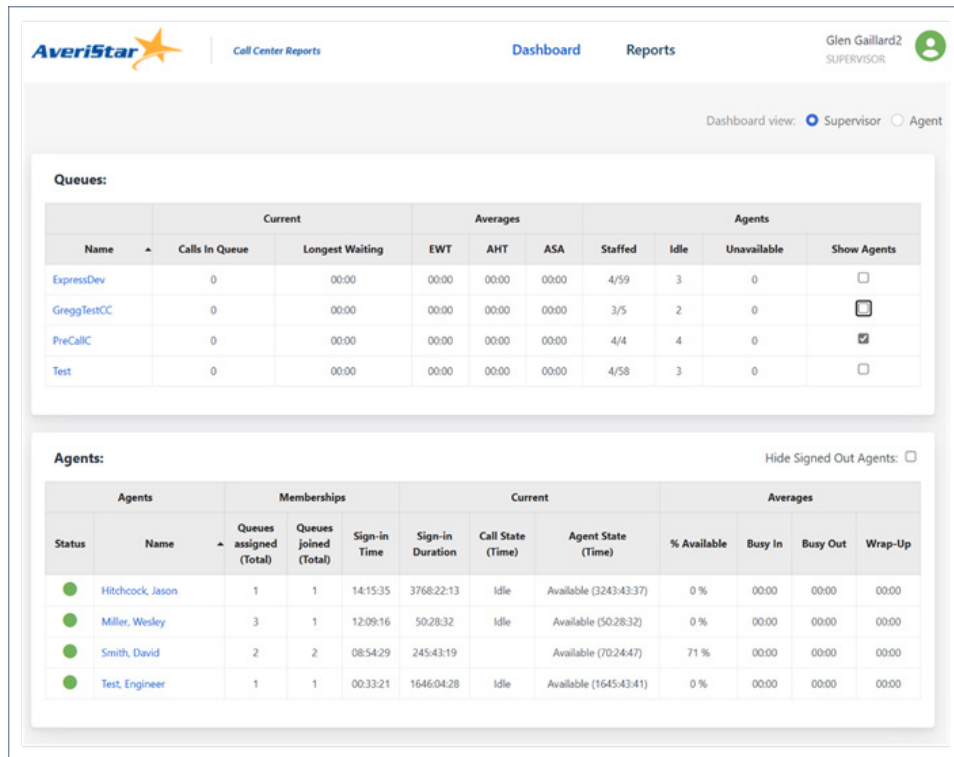 AveriStar Call Center Reports Dashboard Reports Glen Gaillard2
SUPERVISOR
Dashboard view: Supervisor Agent
Queues:
Current Averages Agents
Name Calls In Queue Longest Waiting EWT AHT ASA Staffed Idle Unavailable Show Agents
ExpressDev 0 00:00 00:00 00:00 00:00 4/59 3 0
GreggTestCC 0 00:00 00:00 00:00 00:00 3/5 2 0
PreCallC 0 00:00 00:00 00:00 00:00 4/4 4 0
Test 0 00:00 00:00 00:00 00:00 4/58 3 0
Agents: Hide Signed Out Agents:
Agents Memberships Current Averages
Status Name Queues assigned (Total) Queues joined (Total) Sign-in Time Sign-in Duration Call State (Time) Agent State (Time) % Available Busy In Busy Out Wrap-Up
Hitchcock, Jason 1 1 14:15:35 3768:22:13 Idle Available (3243:43:37) 0 % 00:00 00:00 00:00
Miller, Wesley 3 1 12:09:16 50:28:32 Idle Available (50:28:32) 0 % 00:00 00:00 00:00
Smith, David 2 2 08:54:29 245:43:19 Available (70:24:47) 71 % 00:00 00:00 00:00
Test, Engineer 1 1 00:33:21 1646:04:28 Idle Available (1645:43:41) 0 % 00:00 00:00 00:00